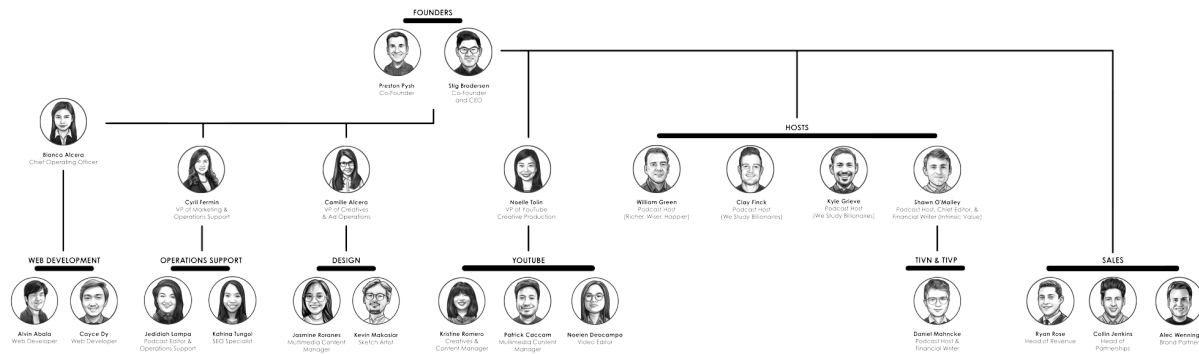 FOUNDERS
Preston Pysh
Co-Founder
Stig Brodersen
Co-Founder
and CEO
Bianca Alcera
Chief Operating Officer
HOSTS
Cyril Fermin
VP of Marketing &
Operations Support
Camille Alcera
VP of Creatives
& Ad Operations
Noelle Tolin
VP of YouTube
Creative Production
William Green
Podcast Host
(Richer, Wiser, Happier)
Clay Finck
Podcast Host
(We Study Billionaires)
Kyle Grieve
Podcast Host
(We Study Billionaires)
Shawn O'Malley
Podcast Host, Chief Editor, &
Financial Writer (Intrinsic Value)
WEB DEVELOPMENT
OPERATIONS SUPPORT
DESIGN
YOUTUBE
TIVN & TIVP
SALES
Alvin Abala
Web Developer
Cayce Dy
Web Developer
Jedidiah Lampa
Podcast Editor &
Operations Support
Katrina Tungol
SEO Specialist
Jasmine Roranes
Multimedia Content
Manager
Kevin Makasiar
Sketch Artist
Kristine Romero
Creatives &
Content Manager
Patrick Caccam
Multimedia Content
Manager
Noelen Deocampo
Video Editor
Daniel Mahncke
Podcast Host &
Financial Writer
Ryan Rose
Head of Revenue
Collin Jenkins
Head of
Partnerships
Alec Wenning
Brand Partner